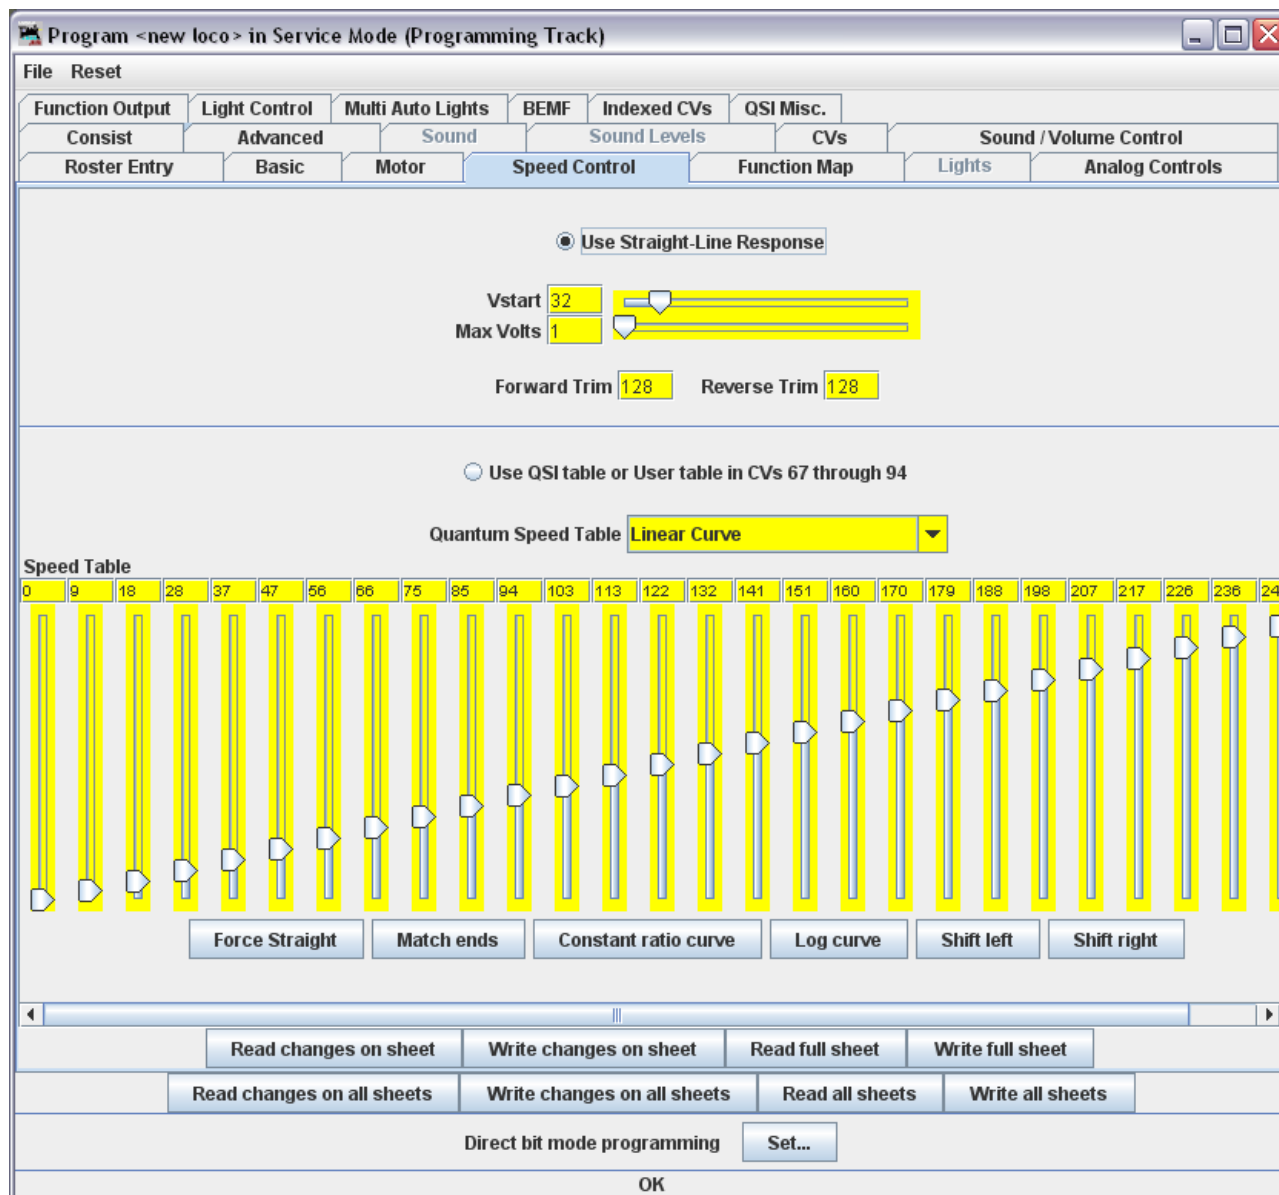 Program <new loco> in Service Mode (Programming Track)
File Reset
Function Output Light Control Multi Auto Lights BEMF Indexed CVs QSI Misc.
Consist Advanced Sound Sound Levels CVs Sound / Volume Control
Roster Entry Basic Motor Speed Control Function Map Lights Analog Controls
Use Straight-Line Response
Vstart 32
Max Volts 1
Forward Trim 128 Reverse Trim 128
Use QSI table or User table in CVs 67 through 94
Quantum Speed Table Linear Curve
Speed Table
0 9 18 28 37 47 56 66 75 85 94 103 113 122 132 141 151 160 170 179 188 198 207 217 226 236
Force Straight Match ends Constant ratio curve Log curve Shift left Shift right
Read changes on sheet Write changes on sheet Read full sheet Write full sheet
Read changes on all sheets Write changes on all sheets Read all sheets Write all sheets
Direct bit mode programming Set...
OK